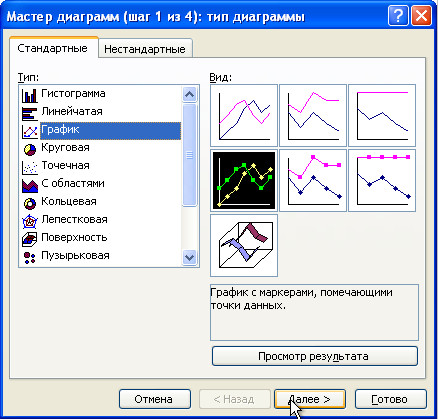 Мастер диаграмм (шаг 1 из 4): тип диаграммы
Стандартные Нестандартные
Тип:
Гистограмма
Линейчатая
График
Круговая
Точечная
С областями
Кольцевая
Лепестковая
Поверхность
Пузырьковая
Вид:
График с маркерами, помечающими
точки данных.
Просмотр результата
Отмена < Назад Далее > Готово